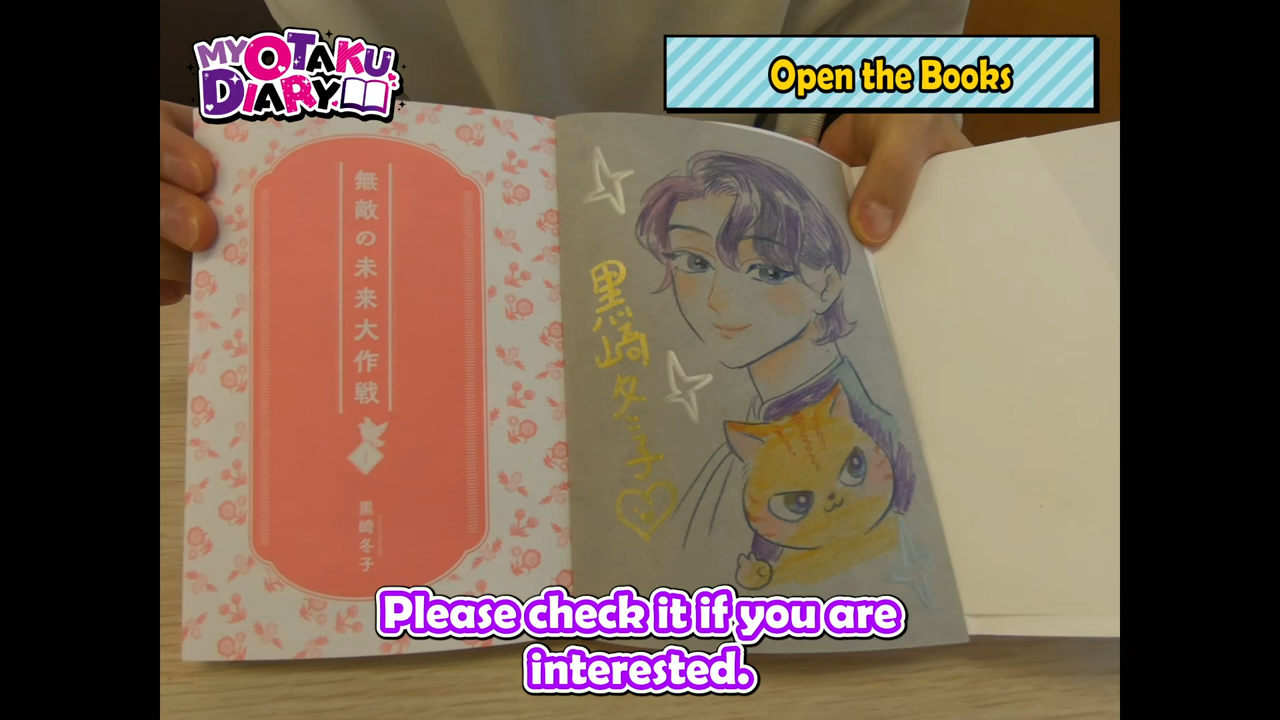 MY OTAKU
DIARY
Open the Books
無敵の未来大作戦
1
黒崎冬子
黒崎冬子
Please check it if you are
interested.